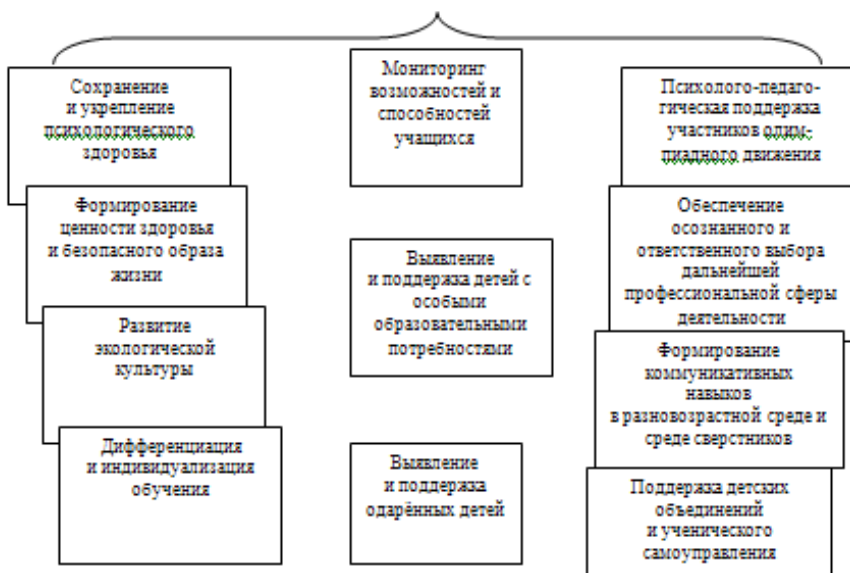 Сохранение
и укрепление
психологического
здоровья
Формирование
ценности здоровья
и безопасного образа
жизни
Развитие
экологической
культуры
Дифференциация
и индивидуализация
обучения
Мониторинг
возможностей и
способностей
учащихся
Выявление
и поддержка детей с
особыми
образовательными
потребностями
Выявление
и поддержка
одарённых детей
Психолого-педаго-
гическая поддержка
участников олим-
пиадного движения
Обеспечение
осознанного и
ответственного выбора
дальнейшей
профессиональной сферы
деятельности
Формирование
коммуникативных
навыков
в разновозрастной среде и
среде сверстников
Поддержка детских
объединений
и ученического
самоуправления